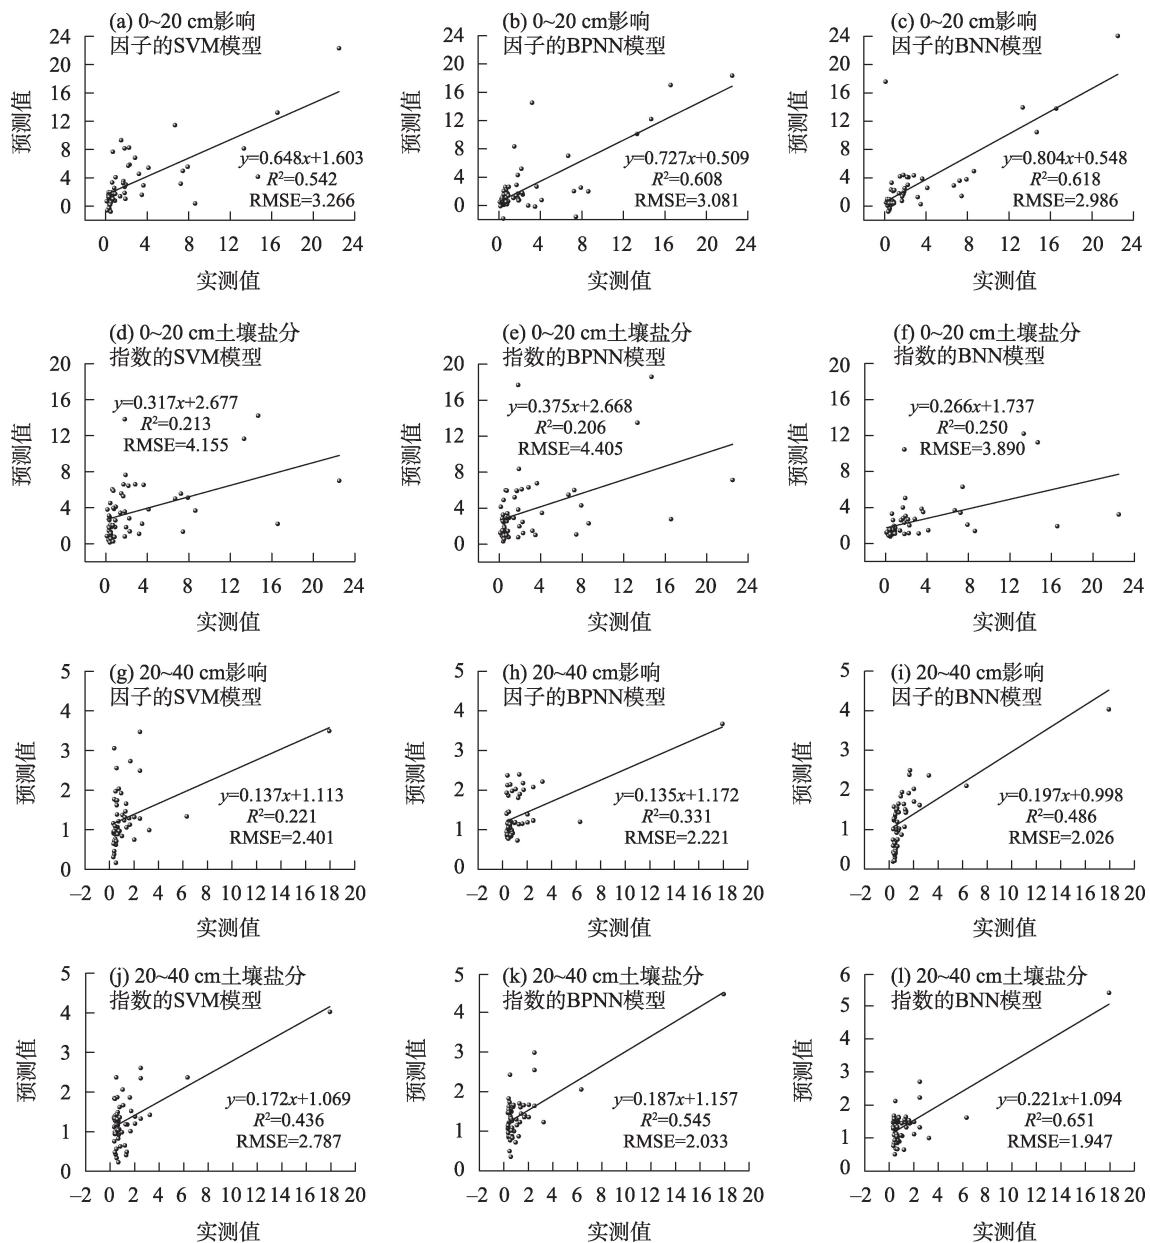 (a) 0~20 cm影响
因子的SVM模型
24
20
16
12
8
4
0
预测值
y=0.648x+1.603
R²=0.542
RMSE=3.266
0 4 8 12 16 20 24
实测值
(b) 0~20 cm影响
因子的BPNN模型
24
20
16
12
8
4
0
预测值
y=0.727x+0.509
R²=0.608
RMSE=3.081
0 4 8 12 16 20 24
实测值
(c) 0~20 cm影响
因子的BNN模型
24
20
16
12
8
4
0
预测值
y=0.804x+0.548
R²=0.618
RMSE=2.986
0 4 8 12 16 20 24
实测值
(d) 0~20 cm土壤盐分
指数的SVM模型
20
16
12
8
4
0
预测值
y=0.317x+2.677
R²=0.213
RMSE=4.155
0 4 8 12 16 20 24
实测值
(e) 0~20 cm土壤盐分
指数的BPNN模型
20
16
12
8
4
0
预测值
y=0.375x+2.668
R²=0.206
RMSE=4.405
0 4 8 12 16 20 24
实测值
(f) 0~20 cm土壤盐分
指数的BNN模型
20
16
12
8
4
0
预测值
y=0.266x+1.737
R²=0.250
RMSE=3.890
0 4 8 12 16 20 24
实测值
(g) 20~40 cm影响
因子的SVM模型
5
4
3
2
1
0
预测值
y=0.137x+1.113
R²=0.221
RMSE=2.401
−2 0 2 4 6 8 10 12 14 16 18 20
实测值
(h) 20~40 cm影响
因子的BPNN模型
5
4
3
2
1
0
预测值
y=0.135x+1.172
R²=0.331
RMSE=2.221
−2 0 2 4 6 8 10 12 14 16 18 20
实测值
(i) 20~40 cm影响
因子的BNN模型
5
4
3
2
1
0
预测值
y=0.197x+0.998
R²=0.486
RMSE=2.026
−2 0 2 4 6 8 10 12 14 16 18 20
实测值
(j) 20~40 cm土壤盐分
指数的SVM模型
5
4
3
2
1
0
预测值
y=0.172x+1.069
R²=0.436
RMSE=2.787
−2 0 2 4 6 8 10 12 14 16 18 20
实测值
(k) 20~40 cm土壤盐分
指数的BPNN模型
5
4
3
2
1
0
预测值
y=0.187x+1.157
R²=0.545
RMSE=2.033
−2 0 2 4 6 8 10 12 14 16 18 20
实测值
(l) 20~40 cm土壤盐分
指数的BNN模型
6
5
4
3
2
1
0
预测值
y=0.221x+1.094
R²=0.651
RMSE=1.947
−2 0 2 4 6 8 10 12 14 16 18 20
实测值